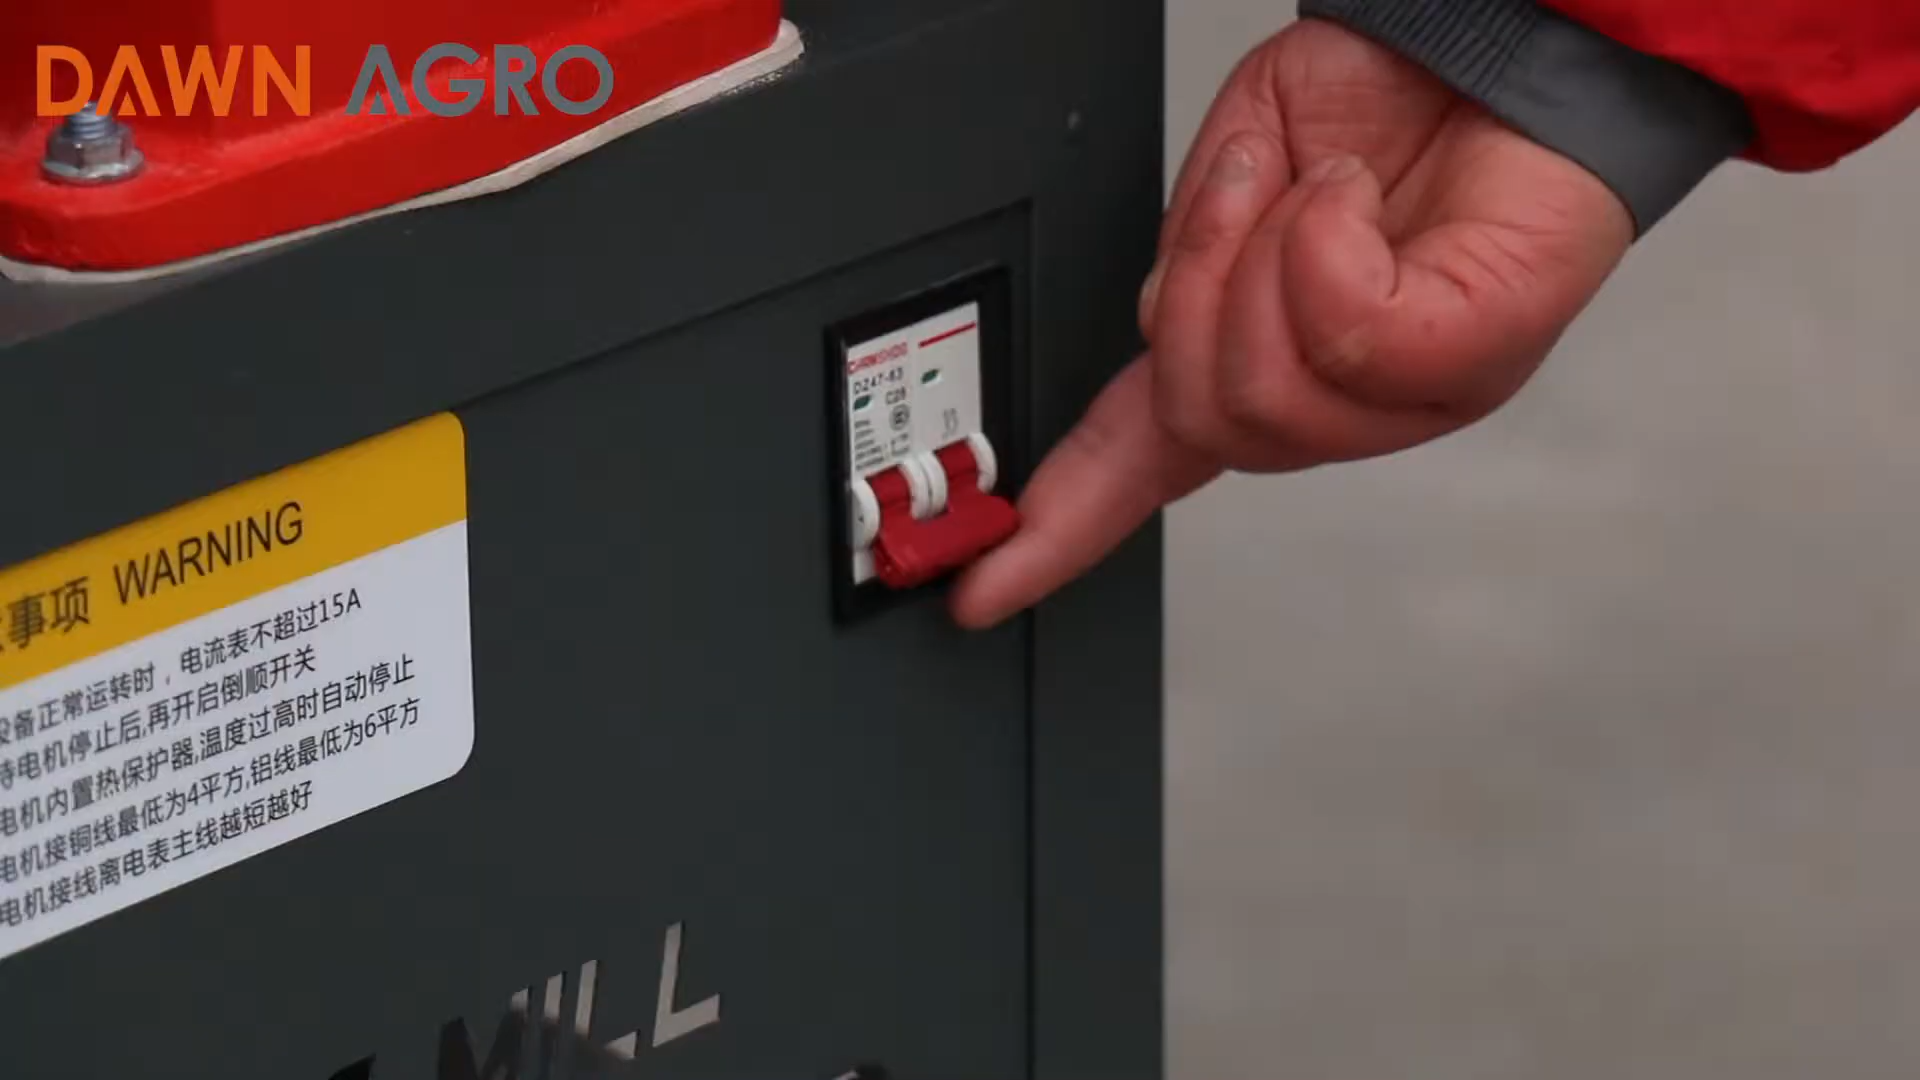 DAWN AGRO
DZ47-63
事项 WARNING
设备正常运转时，电流表不超过15A
待电机停止后,再开启倒顺开关
电机内置热保护器,温度过高时自动停止
电机接铜线最低为4平方,铝线最低为6平方
电机接线离电表主线越短越好
MILL